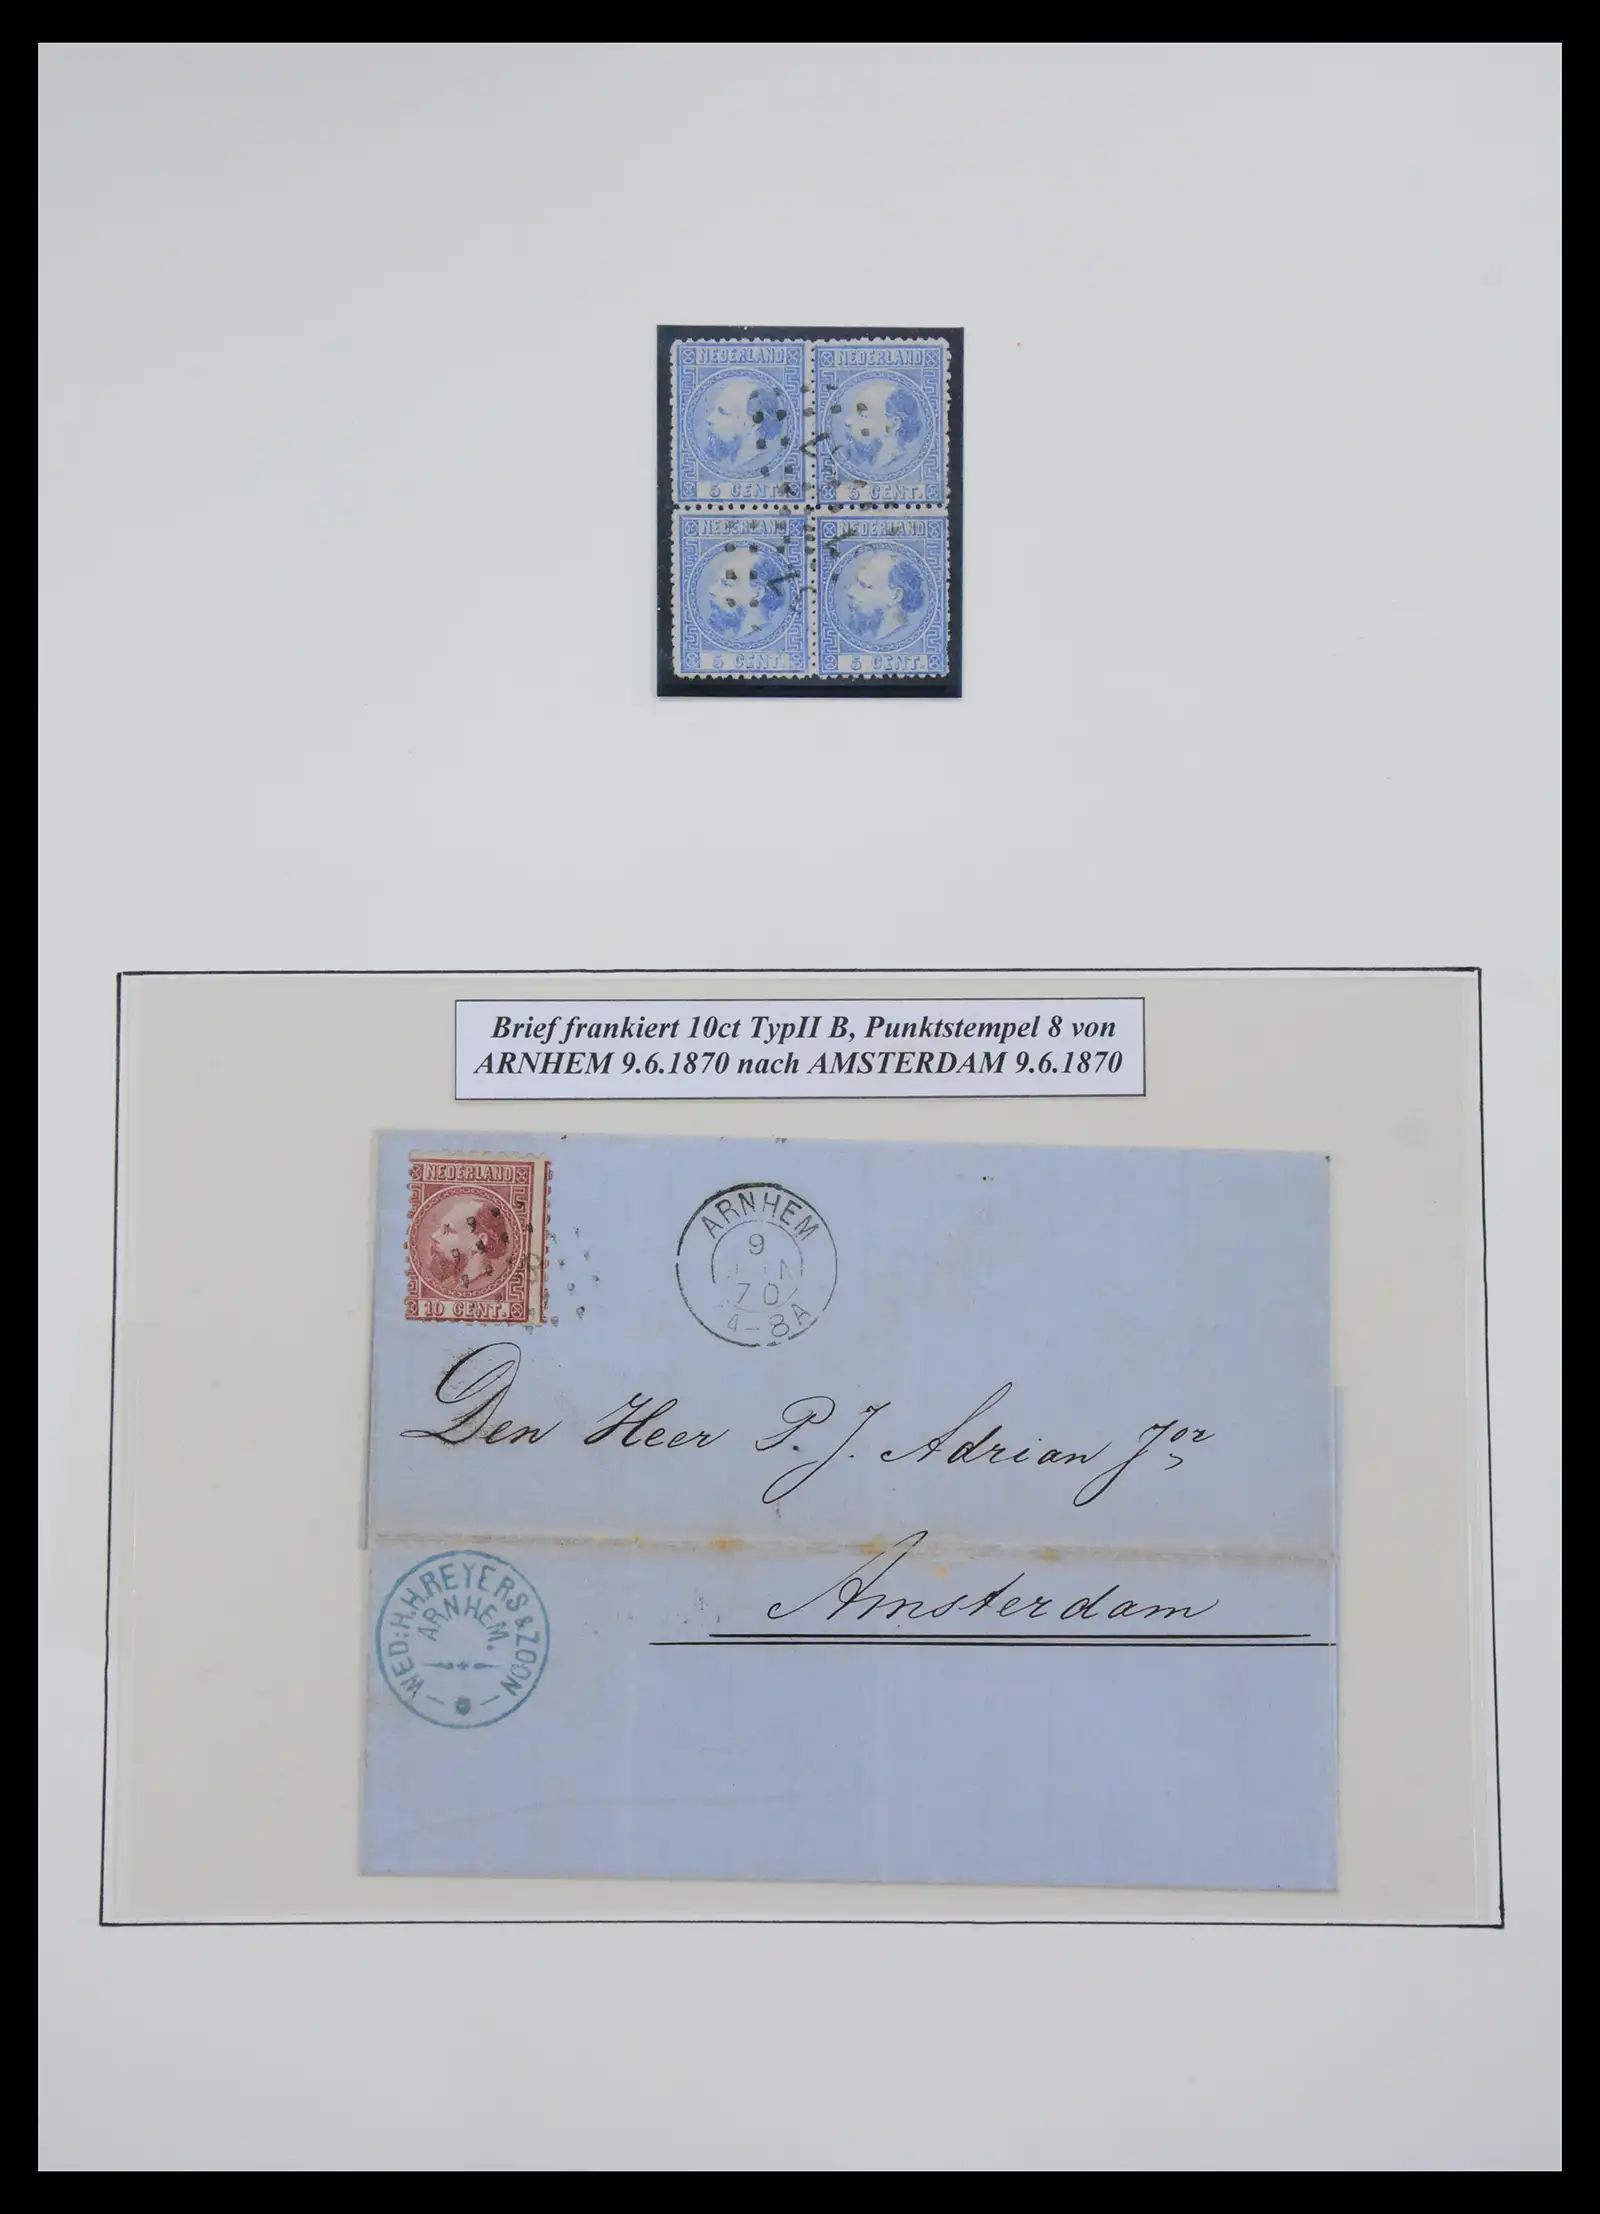 NEDERLAND NEDERLAND
5 CENT. 5 CENT.
NEDERLAND NEDERLAND
5 CENT. 5 CENT.
Brief frankiert 10ct TypII B, Punktstempel 8 von
ARNHEM 9.6.1870 nach AMSTERDAM 9.6.1870
NEDERLAND
8
10 CENT.
ARNHEM
9
70
4-8A
Den Heer P. J. Adrian Jor
Amsterdam
WED: H.H. REYERS & ZOON
ARNHEM.